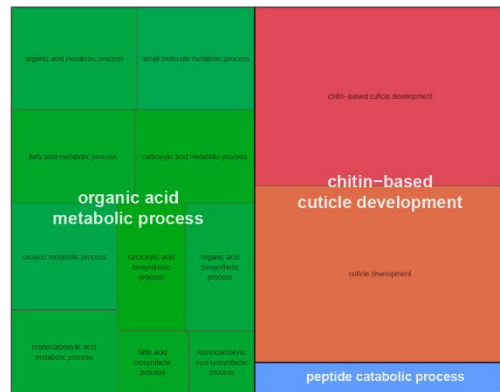 organic acid metabolic process
small molecule metabolic process
fatty acid metabolic process
carboxylic acid metabolic process
organic acid
metabolic process
oxoacid metabolic process
carboxylic acid
biosynthetic
process
organic acid
biosynthetic process
monocarboxylic acid
metabolic process
fatty acid
biosynthetic
process
monocarboxylic
acid biosynthetic
process
chitin-based cuticle development
chitin-based
cuticle development
cuticle development
peptide catabolic process